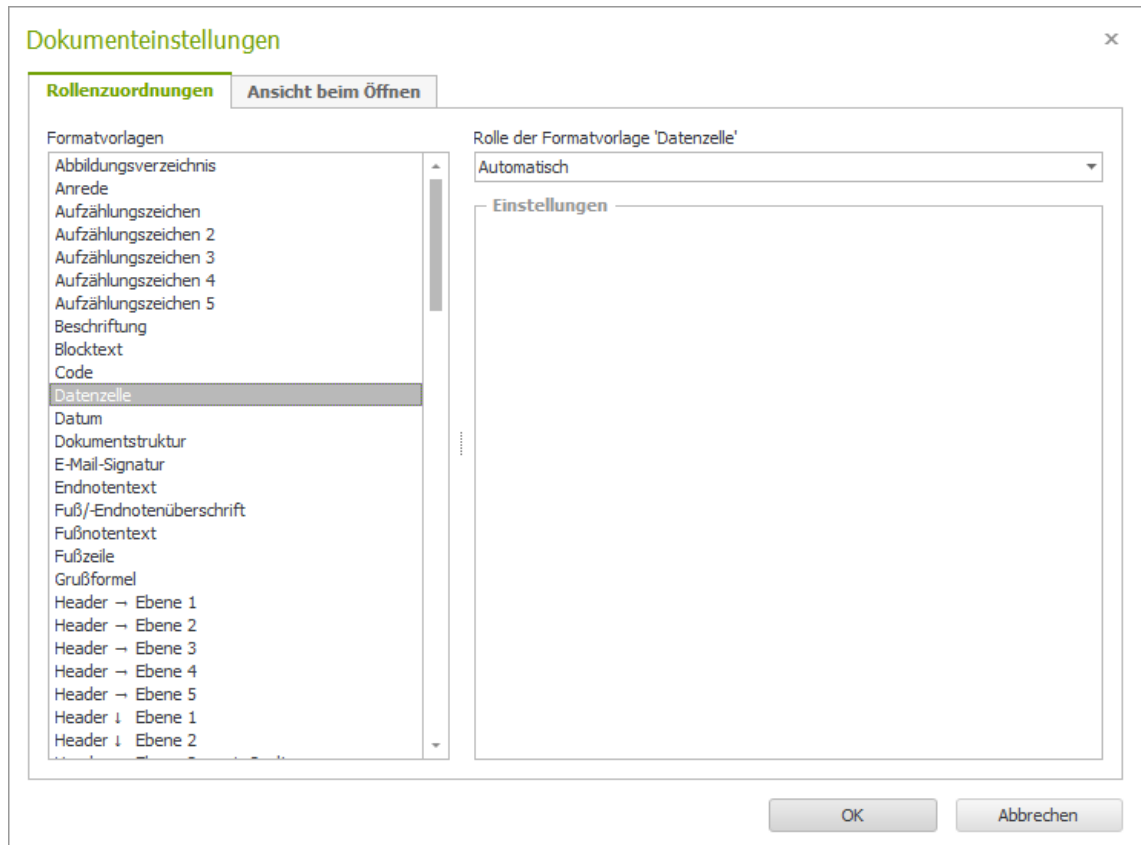 Dokumenteinstellungen
Rollenzuordnungen
Ansicht beim Öffnen
Formatvorlagen
Abbildungsverzeichnis
Anrede
Aufzählungszeichen
Aufzählungszeichen 2
Aufzählungszeichen 3
Aufzählungszeichen 4
Aufzählungszeichen 5
Beschriftung
Blocktext
Code
Datenzelle
Datum
Dokumentstruktur
E-Mail-Signatur
Endnotentext
Fuß/-Endnotenüberschrift
Fußnotentext
Fußzeile
Grußformel
Header → Ebene 1
Header → Ebene 2
Header → Ebene 3
Header → Ebene 4
Header → Ebene 5
Header ↓ Ebene 1
Header ↓ Ebene 2
Rolle der Formatvorlage 'Datenzelle'
Automatisch
Einstellungen
OK
Abbrechen